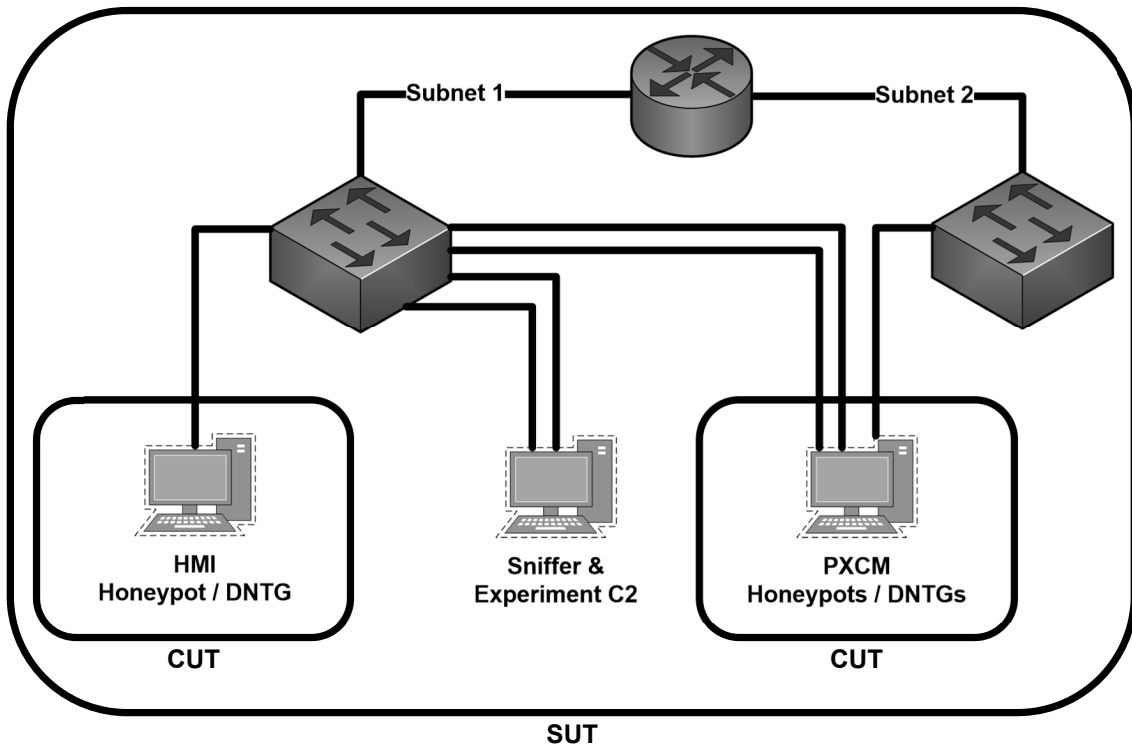 Subnet 1
Subnet 2
HMI
Honeypot / DNTG
Sniffer &
Experiment C2
PXCM
Honeypots / DNTGs
CUT
CUT
SUT